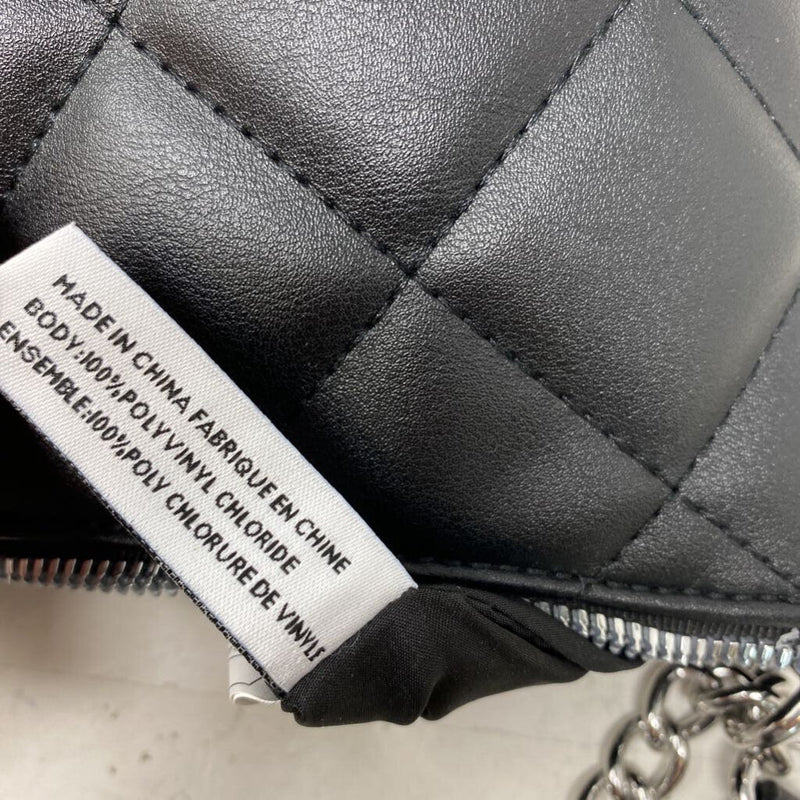 MADE IN CHINA FABRIQUE EN CHINE
BODY:100%POLYVINYL CHLORIDE
ENSEMBLE:100%POLY CHLORURE DE VINYLE